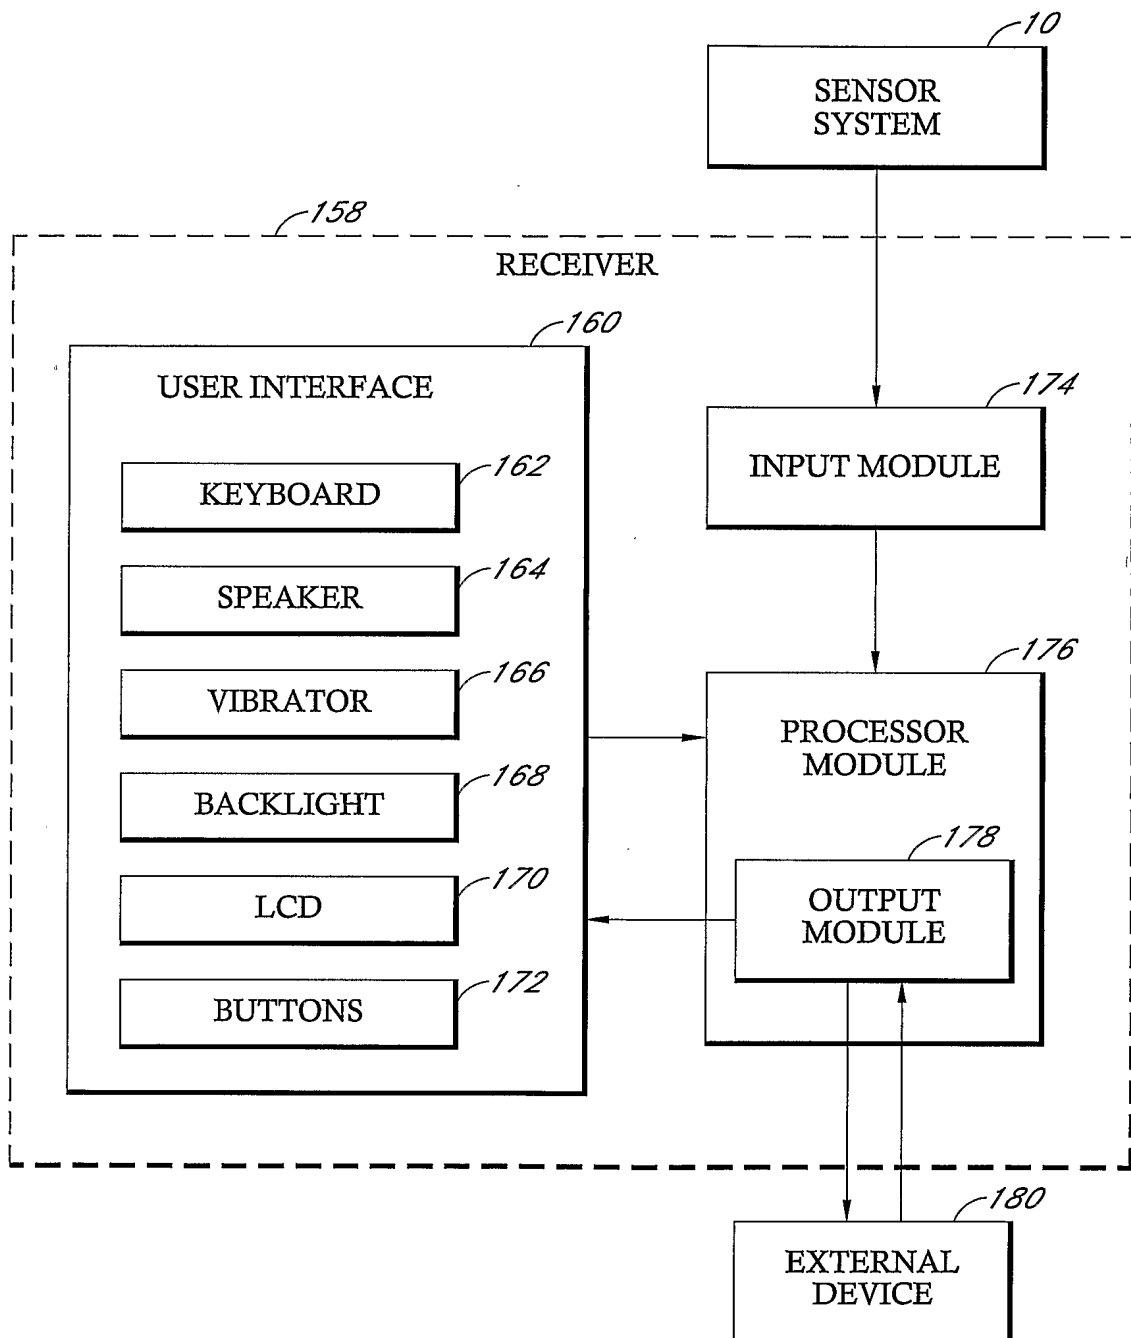 10
SENSOR
SYSTEM
158
RECEIVER
160
USER INTERFACE
174
INPUT MODULE
162
KEYBOARD
164
SPEAKER
166
VIBRATOR
168
BACKLIGHT
170
LCD
172
BUTTONS
176
PROCESSOR
MODULE
178
OUTPUT
MODULE
180
EXTERNAL
DEVICE